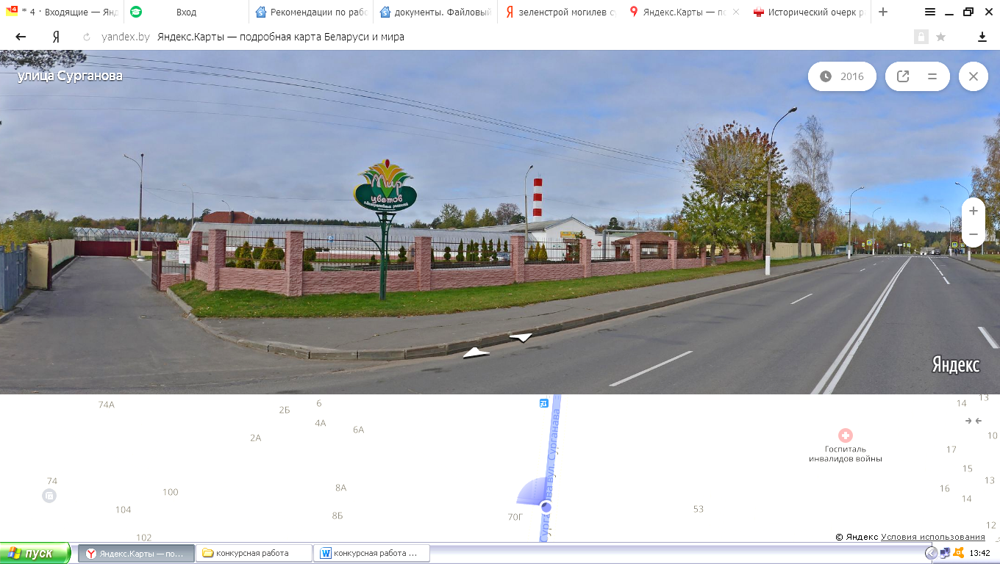 * 4 · Входящие — Янд
Вход
Рекомендации по рабо
документы. Файловый
зеленстрой могилев су
Яндекс.Карты — по
Исторический очерк ра
yandex.by Яндекс.Карты — подробная карта Беларуси и мира
улица Сурганова
2016
Мир
цветов
Яндекс
74А
2Б
6
4А
6А
2А
74
100
104
102
8А
8Б
70Г
вул. Сурганава
53
Госпиталь
инвалидов войны
14
13
10
17
15
13
16
14
12
© Яндекс Условия использования
пуск
Яндекс.Карты — по...
конкурсная работа
конкурсная работа ...
13:42